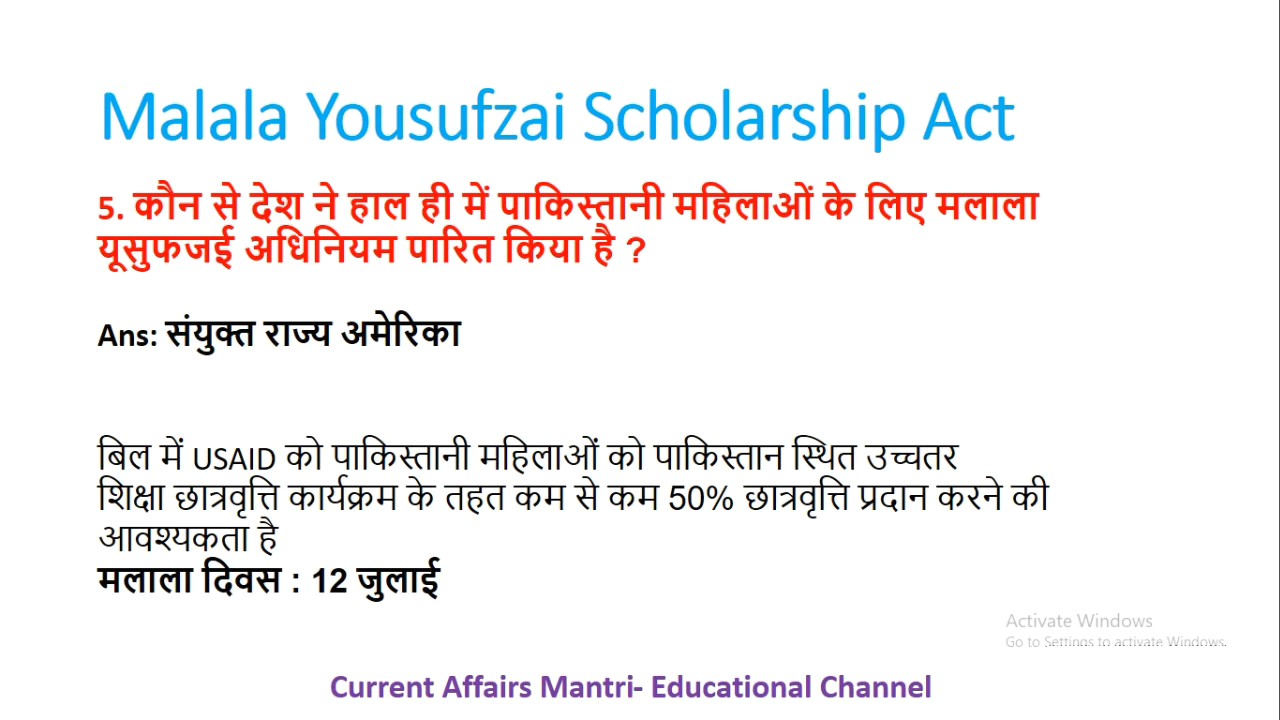 Malala Yousufzai Scholarship Act
5. कौन से देश ने हाल ही में पाकिस्तानी महिलाओं के लिए मलाला
यूसुफजई अधिनियम पारित किया है ?
Ans: संयुक्त राज्य अमेरिका
बिल में USAID को पाकिस्तानी महिलाओं को पाकिस्तान स्थित उच्चतर
शिक्षा छात्रवृत्ति कार्यक्रम के तहत कम से कम 50% छात्रवृत्ति प्रदान करने की
आवश्यकता है
मलाला दिवस : 12 जुलाई
Activate Windows
Go to Settings to activate Windows.
Current Affairs Mantri- Educational Channel